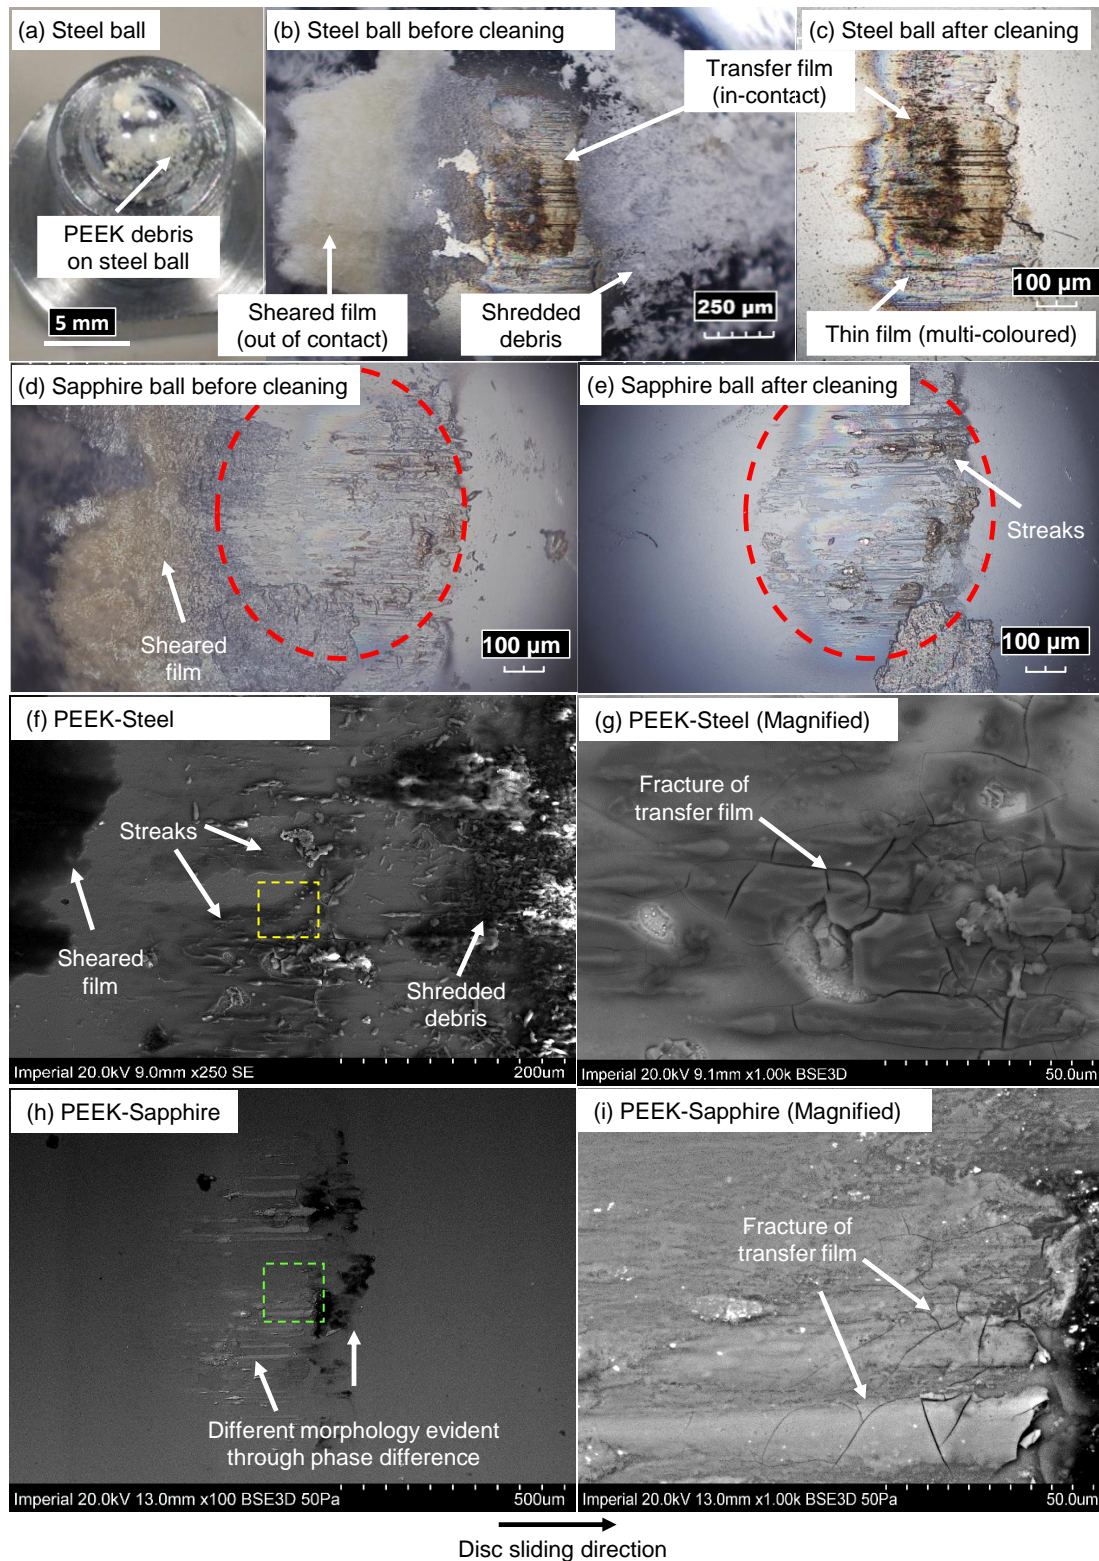 (a) Steel ball
PEEK debris
on steel ball
5 mm
(b) Steel ball before cleaning
Transfer film
(in-contact)
Sheared film
(out of contact)
Shredded
debris
250 µm
(c) Steel ball after cleaning
100 µm
Thin film (multi-coloured)
(d) Sapphire ball before cleaning
Sheared
film
100 µm
(e) Sapphire ball after cleaning
Streaks
100 µm
(f) PEEK-Steel
Streaks
Sheared
film
Shredded
debris
Imperial 20.0kV 9.0mm x250 SE 200um
(g) PEEK-Steel (Magnified)
Fracture of
transfer film
Imperial 20.0kV 9.1mm x1.00k BSE3D 50.0um
(h) PEEK-Sapphire
Different morphology evident
through phase difference
Imperial 20.0kV 13.0mm x100 BSE3D 50Pa 500um
(i) PEEK-Sapphire (Magnified)
Fracture of
transfer film
Imperial 20.0kV 13.0mm x1.00k BSE3D 50Pa 50.0um
Disc sliding direction